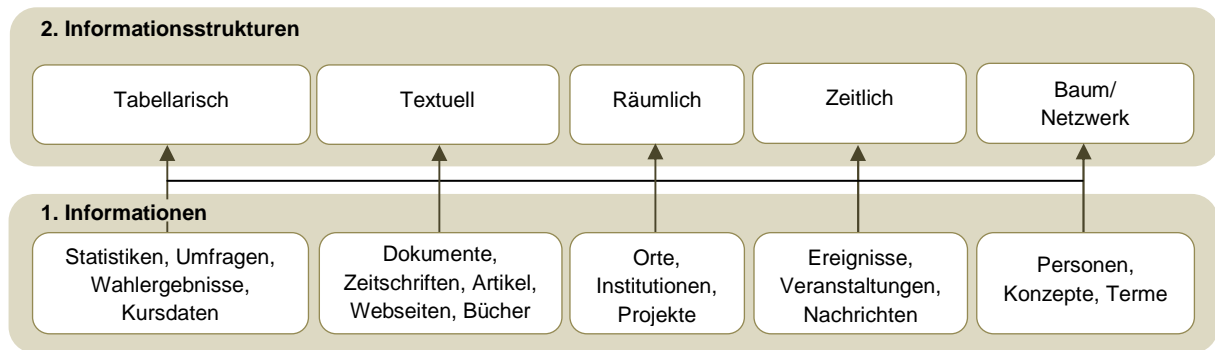 2. Informationsstrukturen
Tabellarisch
Textuell
Räumlich
Zeitlich
Baum/
Netzwerk
1. Informationen
Statistiken, Umfragen,
Wahlergebnisse,
Kursdaten
Dokumente,
Zeitschriften, Artikel,
Webseiten, Bücher
Orte,
Institutionen,
Projekte
Ereignisse,
Veranstaltungen,
Nachrichten
Personen,
Konzepte, Terme